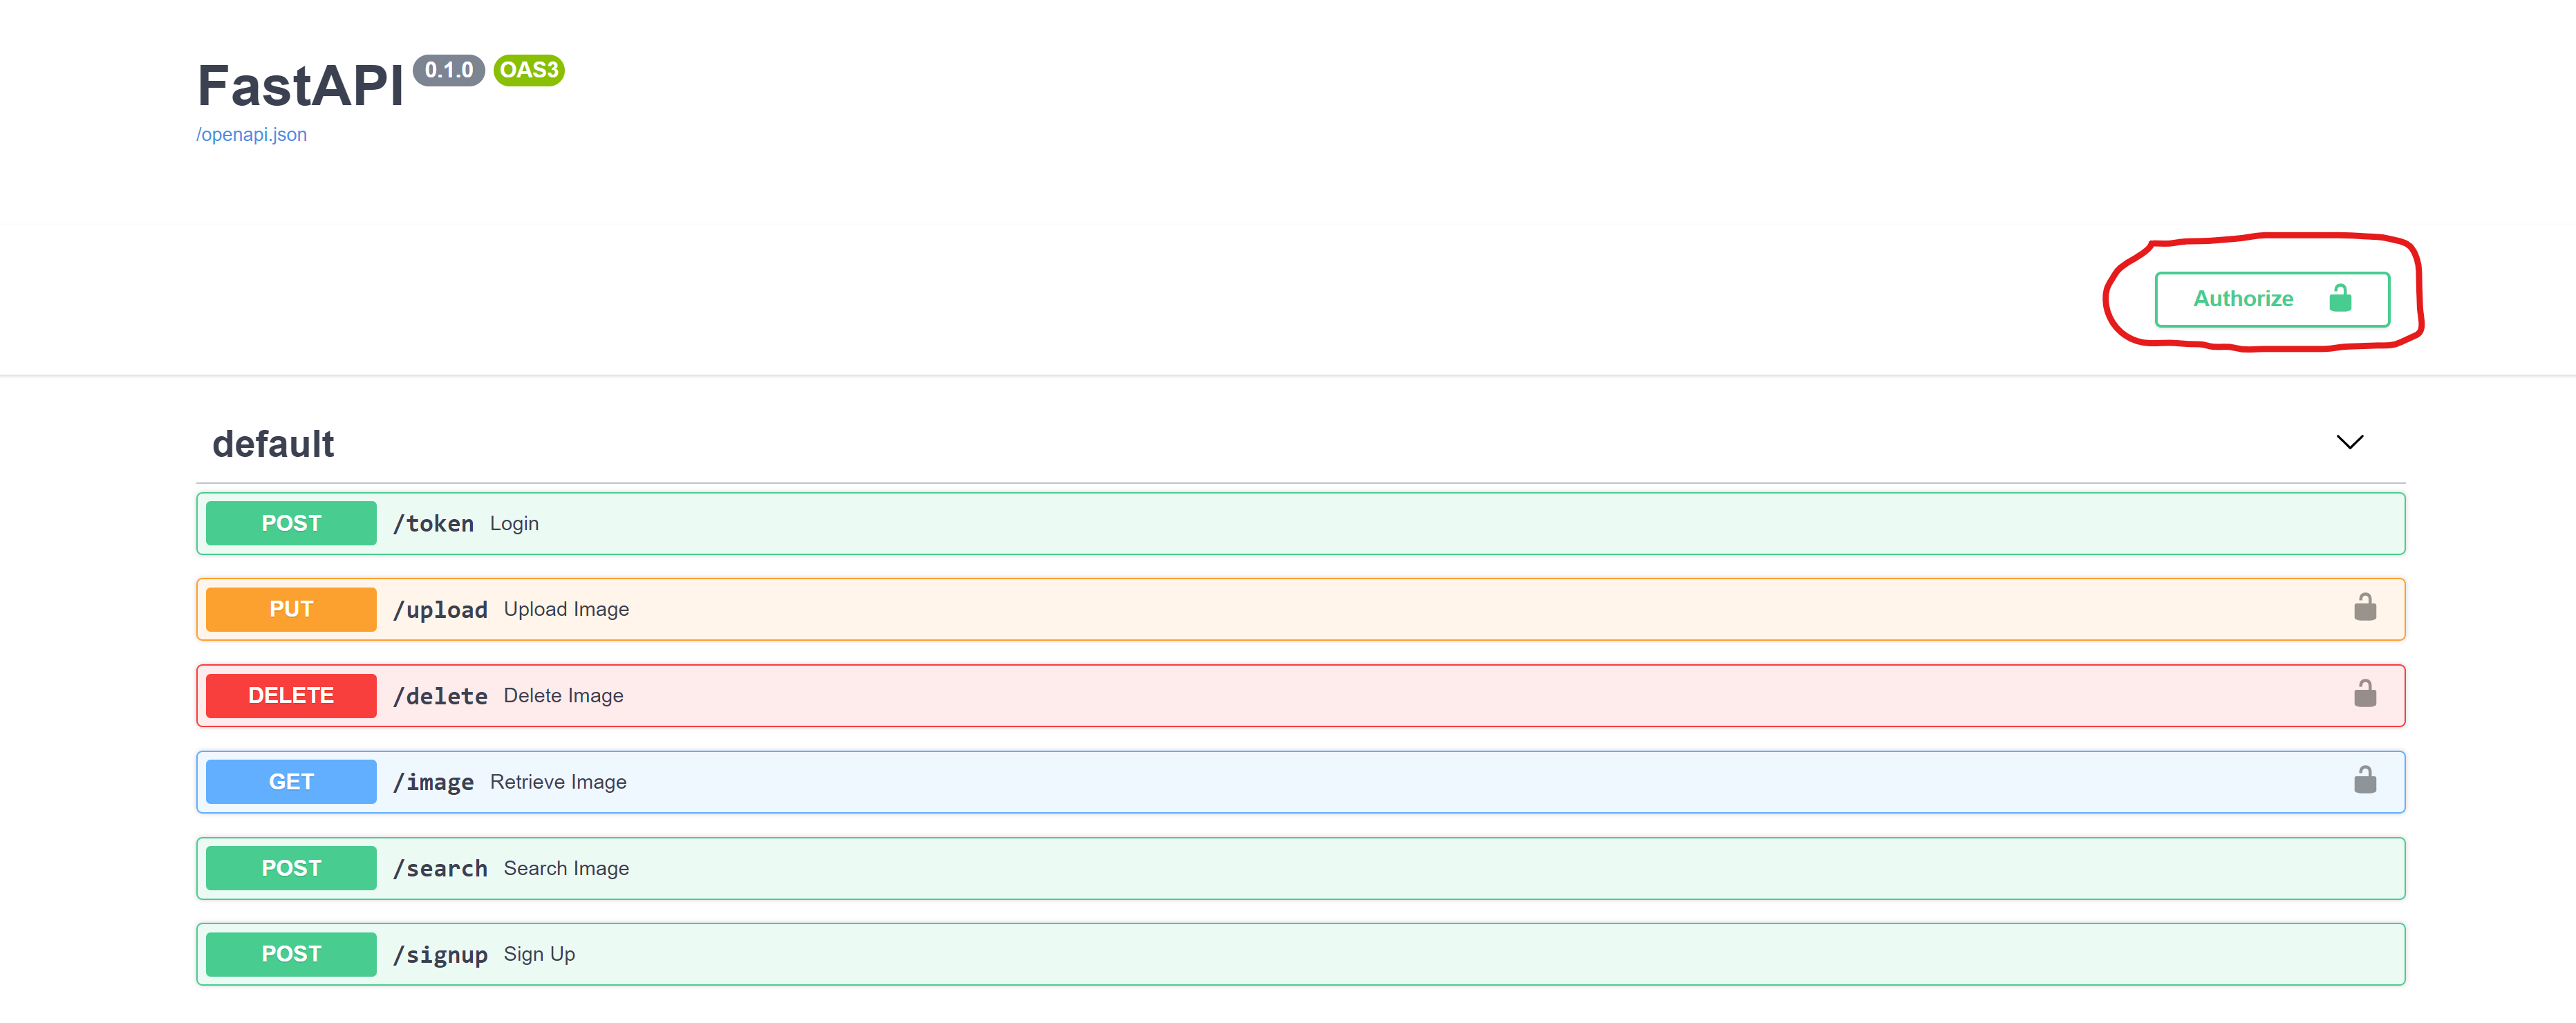 FastAPI 0.1.0 OAS3
/openapi.json
Authorize
default
POST /token Login
PUT /upload Upload Image
DELETE /delete Delete Image
GET /image Retrieve Image
POST /search Search Image
POST /signup Sign Up